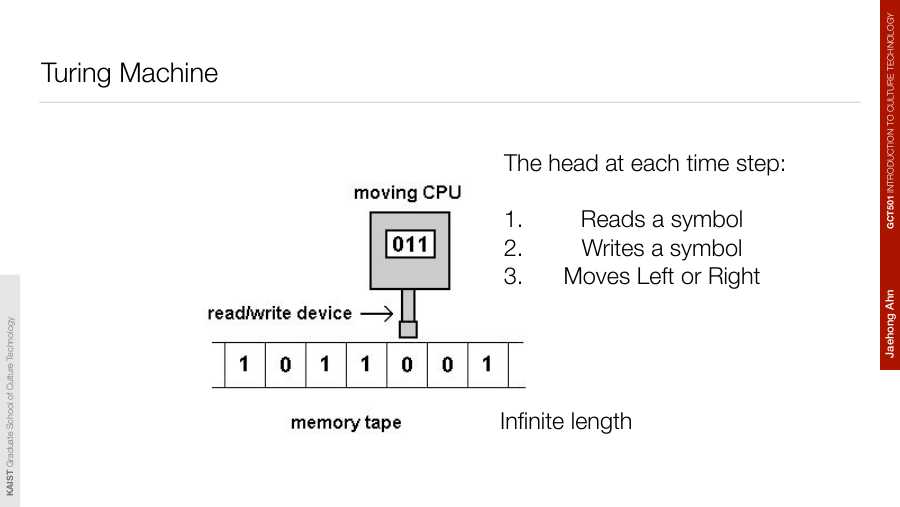 Turing Machine
The head at each time step:
1. Reads a symbol
2. Writes a symbol
3. Moves Left or Right
moving CPU
011
read/write device
1 0 1 1 0 0 1
memory tape
Infinite length
GCT501 INTRODUCTION TO CULTURE TECHNOLOGY
Jaehong Ahn
KAIST Graduate School of Culture Technology